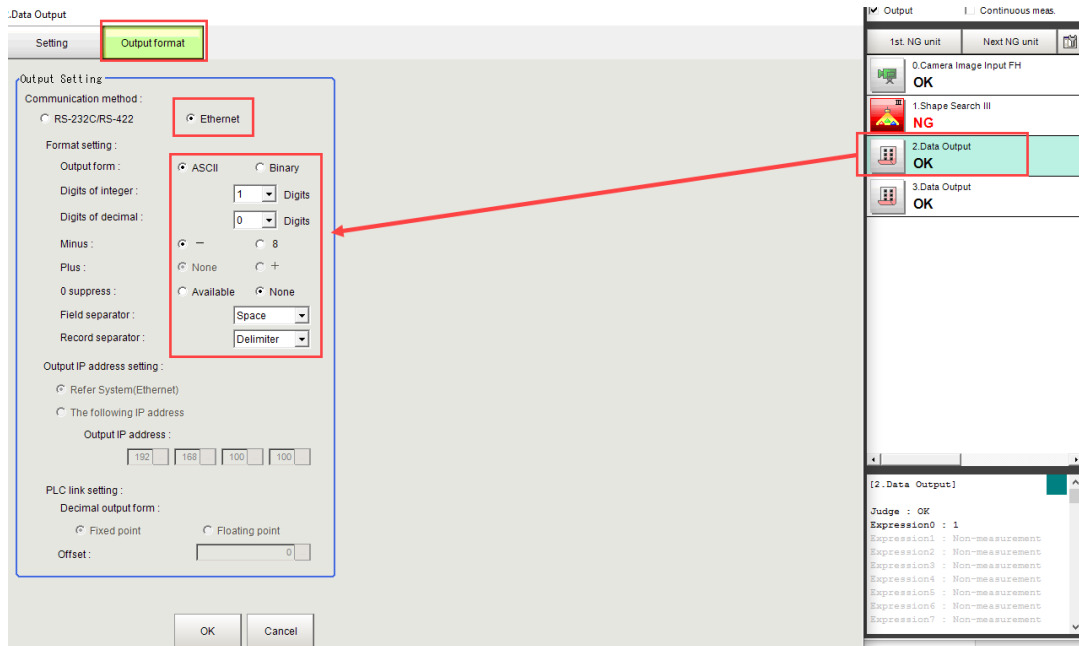 .Data Output
Setting
Output format
Output Setting
Communication method :
RS-232C/RS-422
Ethernet
Format setting :
Output form :
ASCII
Binary
Digits of integer :
1
Digits
Digits of decimal :
0
Digits
Minus :
—
8
Plus :
None
+
0 suppress :
Available
None
Field separator :
Space
Record separator :
Delimiter
Output IP address setting :
Refer System(Ethernet)
The following IP address
Output IP address :
192
168
100
100
PLC link setting :
Decimal output form :
Fixed point
Floating point
Offset :
0
OK
Cancel
Output
Continuous meas.
1st. NG unit
Next NG unit
0.Camera Image Input FH
OK
1.Shape Search III
NG
2.Data Output
OK
3.Data Output
OK
[2.Data Output]
Judge : OK
Expression0 : 1
Expression1 : Non-measurement
Expression2 : Non-measurement
Expression3 : Non-measurement
Expression4 : Non-measurement
Expression5 : Non-measurement
Expression6 : Non-measurement
Expression7 : Non-measurement